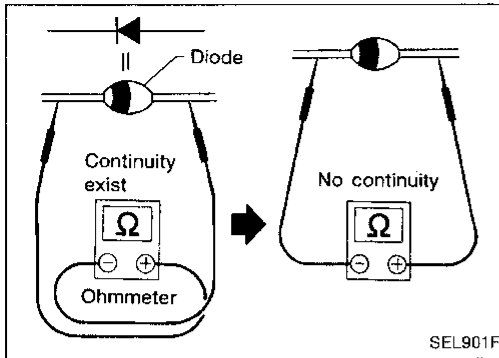 Diode
Continuity
exist
Ω
− +
Ohmmeter
No continuity
Ω
− +
SEL901F